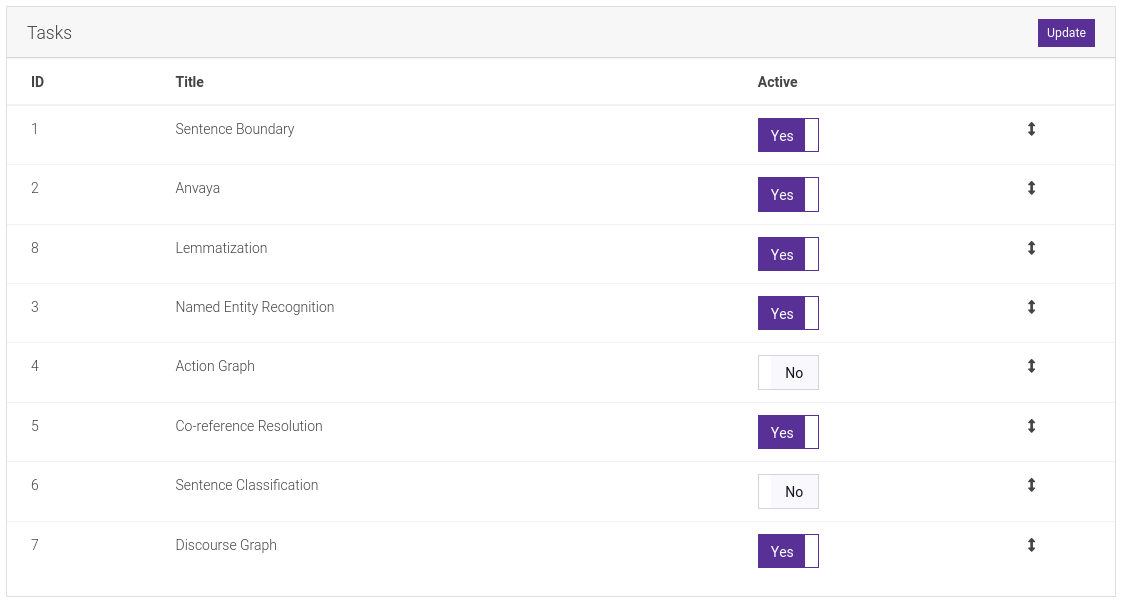 Tasks Update
ID Title Active
1 Sentence Boundary Yes
2 Anvaya Yes
8 Lemmatization Yes
3 Named Entity Recognition Yes
4 Action Graph No
5 Co-reference Resolution Yes
6 Sentence Classification No
7 Discourse Graph Yes